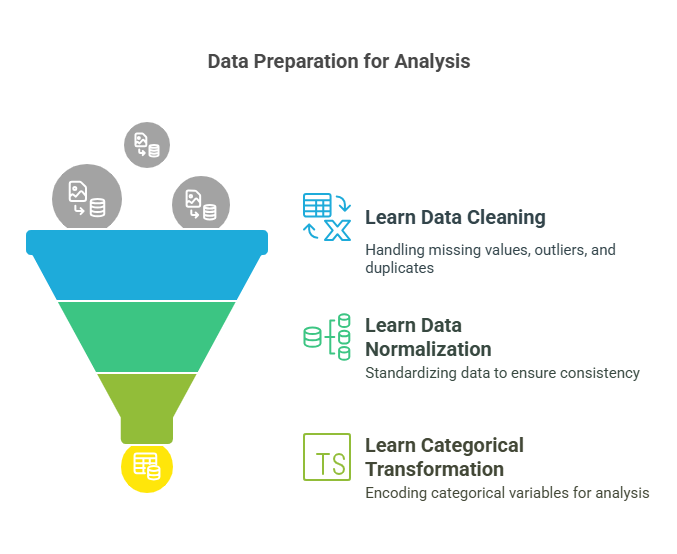 Data Preparation for Analysis
Learn Data Cleaning
Handling missing values, outliers, and
duplicates
Learn Data
Normalization
Standardizing data to ensure consistency
TS
Learn Categorical
Transformation
Encoding categorical variables for analysis